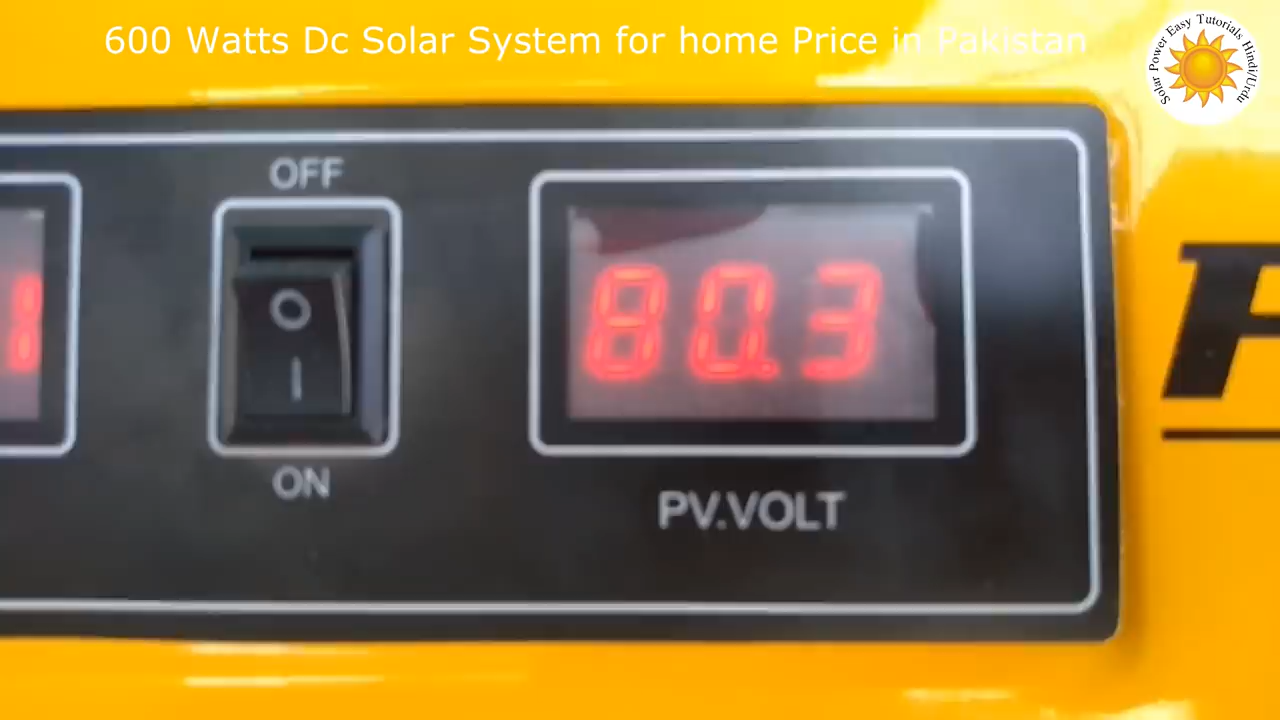 600 Watts Dc Solar System for home Price in Pakistan
Solar Power Easy Tutorials Hindi/Urdu
OFF
1
80.3
ON
PV.VOLT